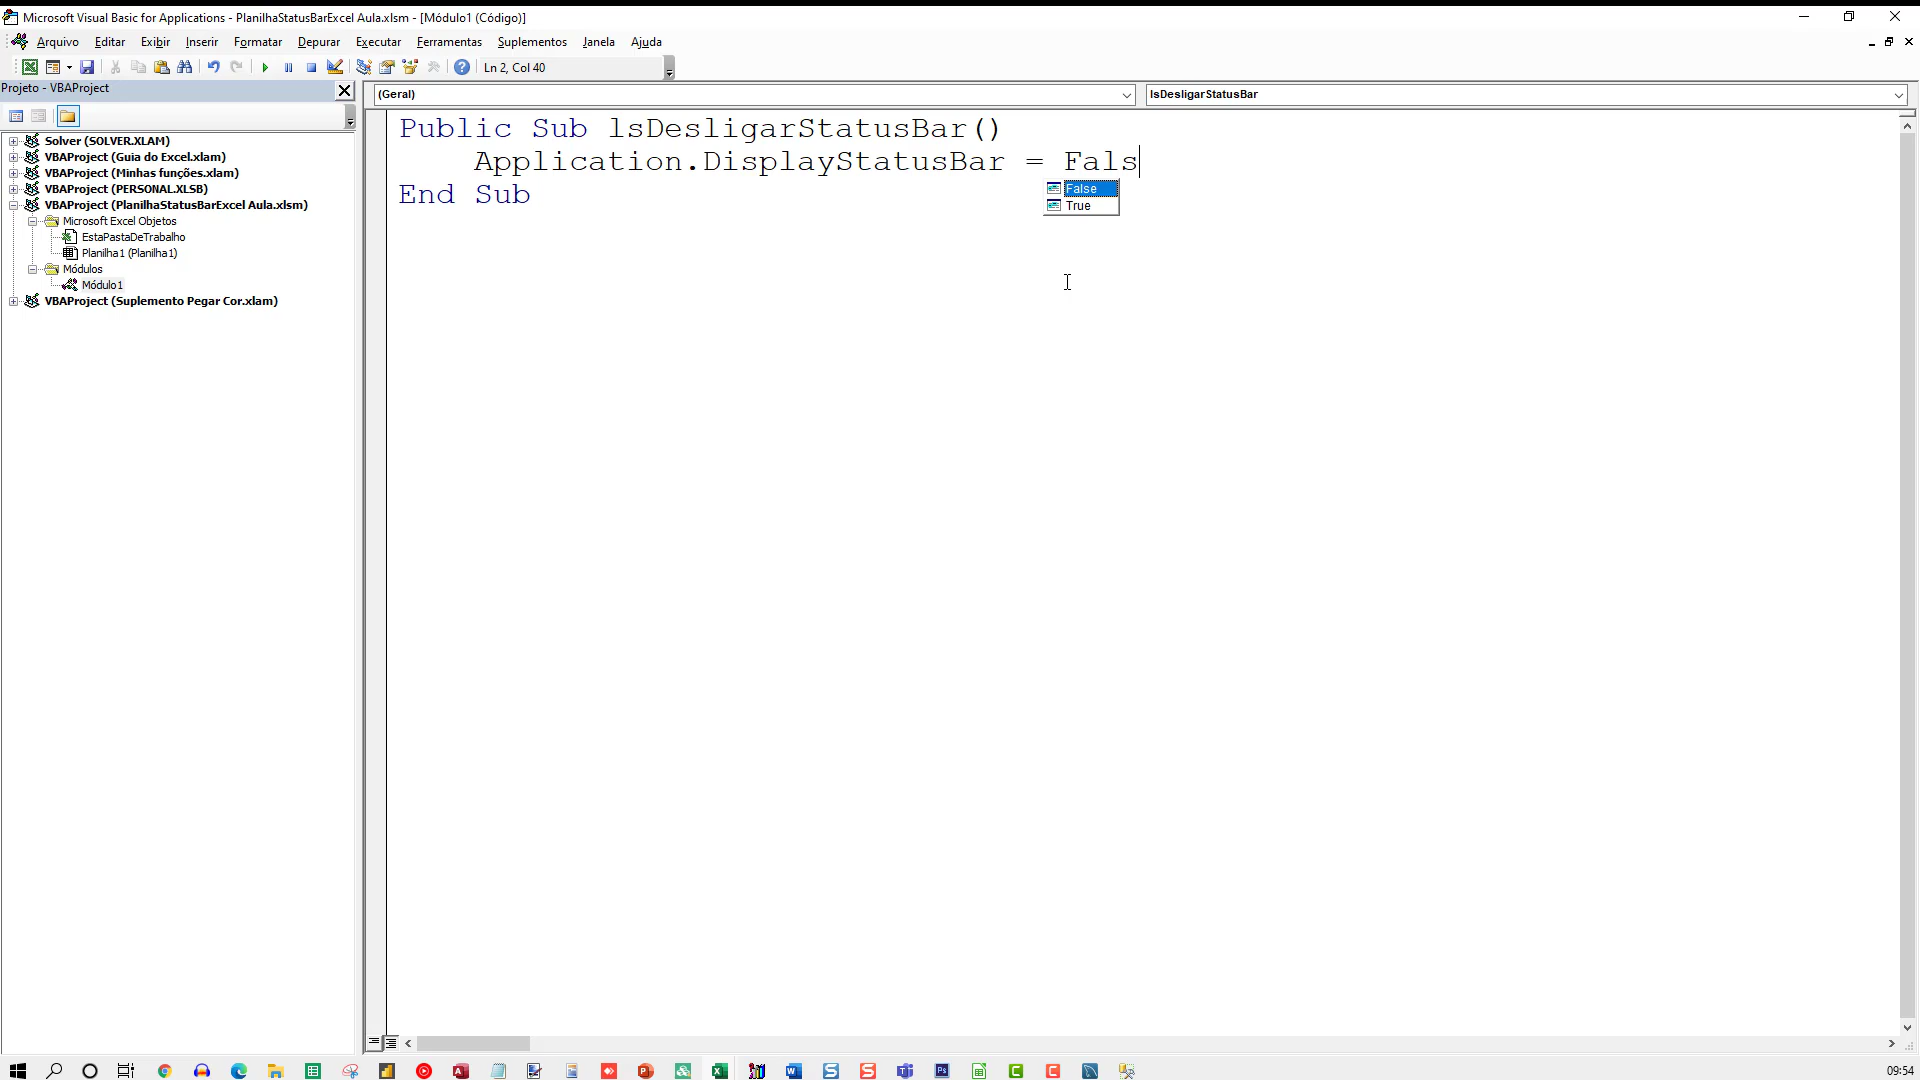 Microsoft Visual Basic for Applications - PlanilhaStatusBarExcel Aula.xlsm - [Módulo1 (Código)]
Arquivo Editar Exibir Inserir Formatar Depurar Executar Ferramentas Suplementos Janela Ajuda
Ln 2, Col 40
Projeto - VBAProject
(Geral) lsDesligarStatusBar
Solver (SOLVER.XLAM)
VBAProject (Guia do Excel.xlam)
VBAProject (Minhas funções.xlam)
VBAProject (PERSONAL.XLSB)
VBAProject (PlanilhaStatusBarExcel Aula.xlsm)
Microsoft Excel Objetos
EstaPastaDeTrabalho
Planilha1 (Planilha1)
Módulos
Módulo1
VBAProject (Suplemento Pegar Cor.xlam)
Public Sub lsDesligarStatusBar()
Application.DisplayStatusBar = Fals
End Sub
False
True
09:54